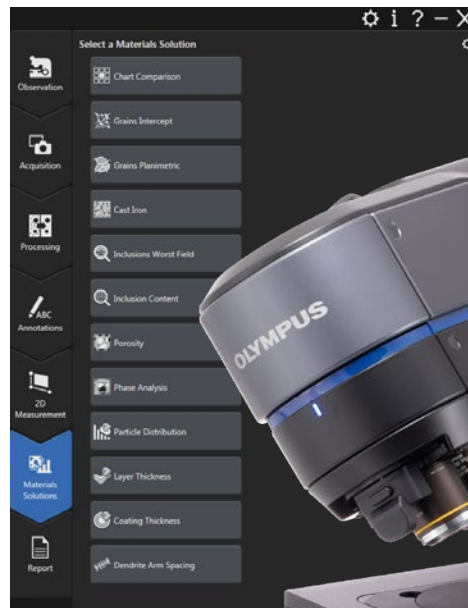 i ? – X
Select a Materials Solution
Observation
Acquisition
Processing
ABC
Annotations
2D
Measurement
Materials
Solutions
Report
Chart Comparison
Grains Intercept
Grains Planimetric
Cast Iron
Inclusions Worst Field
Inclusion Content
Porosity
Phase Analysis
Particle Distribution
Layer Thickness
Coating Thickness
Dendrite Arm Spacing
OLYMPUS